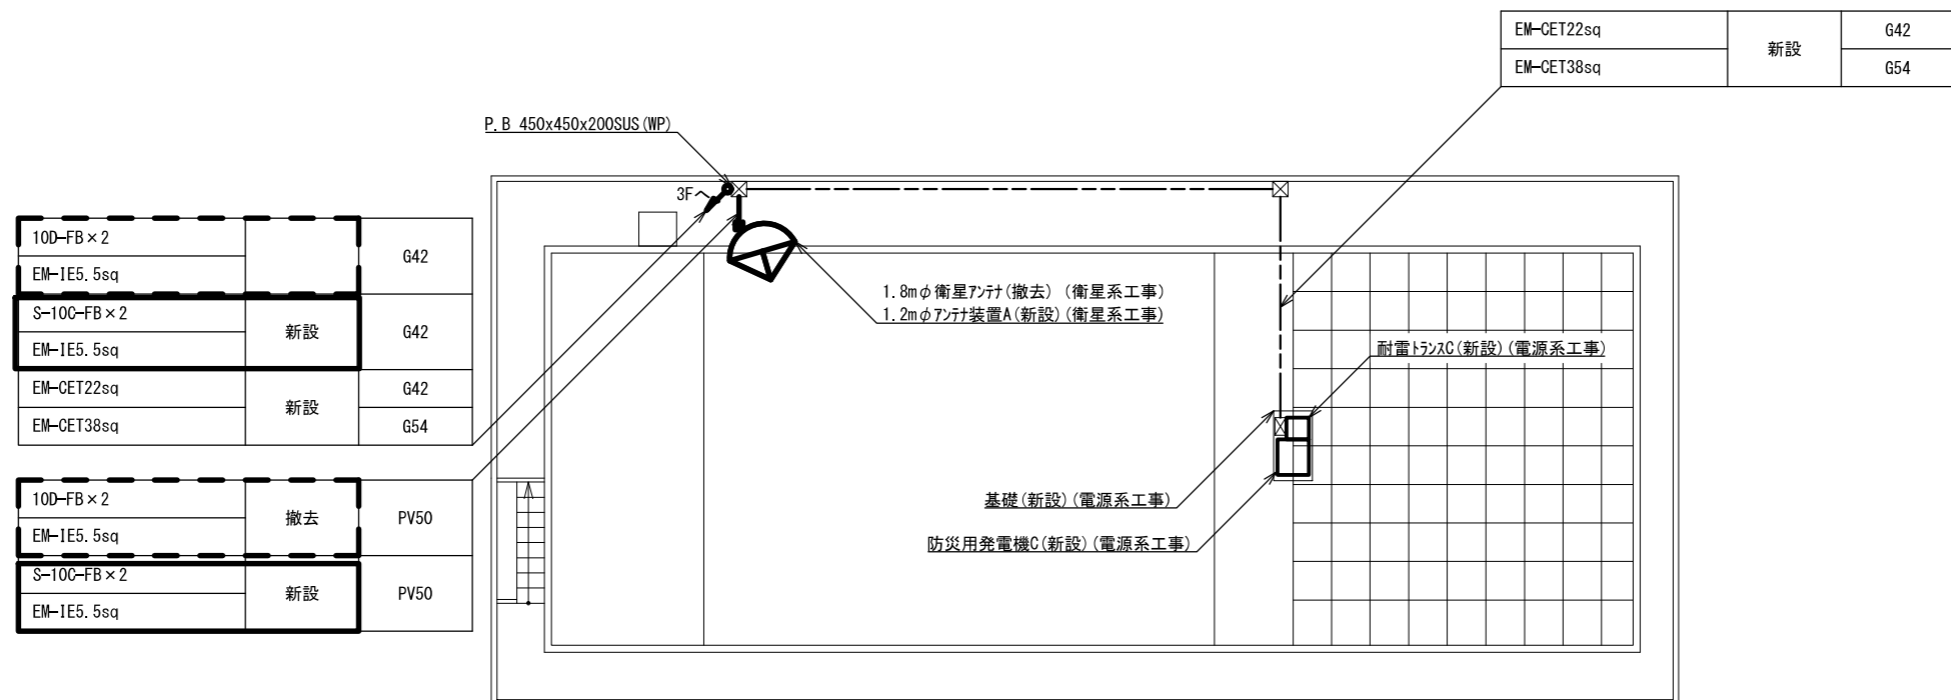 EM-CET22sq 新設 G42
EM-CET38sq G54
P.B 450x450x200SUS(WP)
3F
10D-FB×2 G42
EM-IE5.5sq
S-10C-FB×2 新設 G42
EM-IE5.5sq
EM-CET22sq 新設 G42
EM-CET38sq G54
1.8mφ衛星アンテナ(撤去) (衛星系工事)
1.2mφアンテナ装置A(新設)(衛星系工事)
耐雷トランスC(新設)(電源系工事)
10D-FB×2 撤去 PV50
EM-IE5.5sq
S-10C-FB×2 新設 PV50
EM-IE5.5sq
基礎(新設)(電源系工事)
防災用発電機C(新設)(電源系工事)